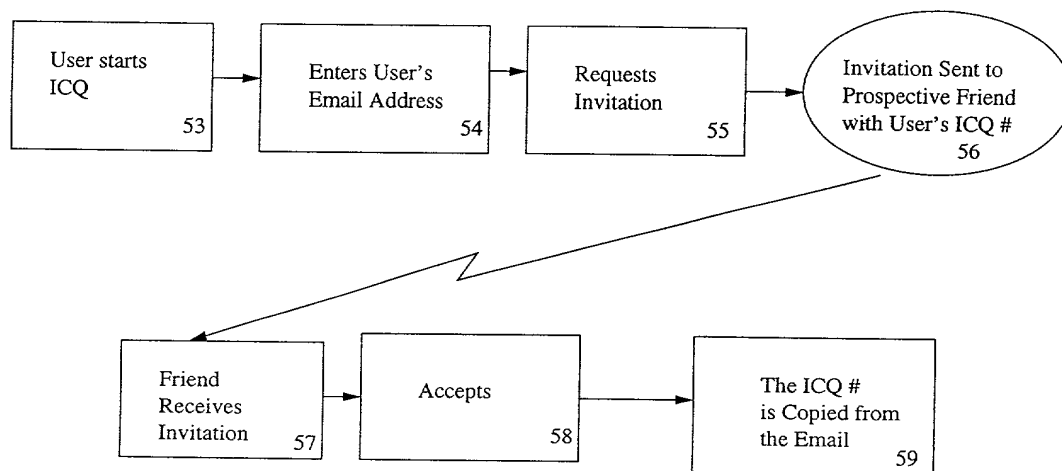 User starts
ICQ
53
Enters User's
Email Address
54
Requests
Invitation
55
Invitation Sent to
Prospective Friend
with User's ICQ #
56
Friend
Receives
Invitation
57
Accepts
58
The ICQ #
is Copied from
the Email
59